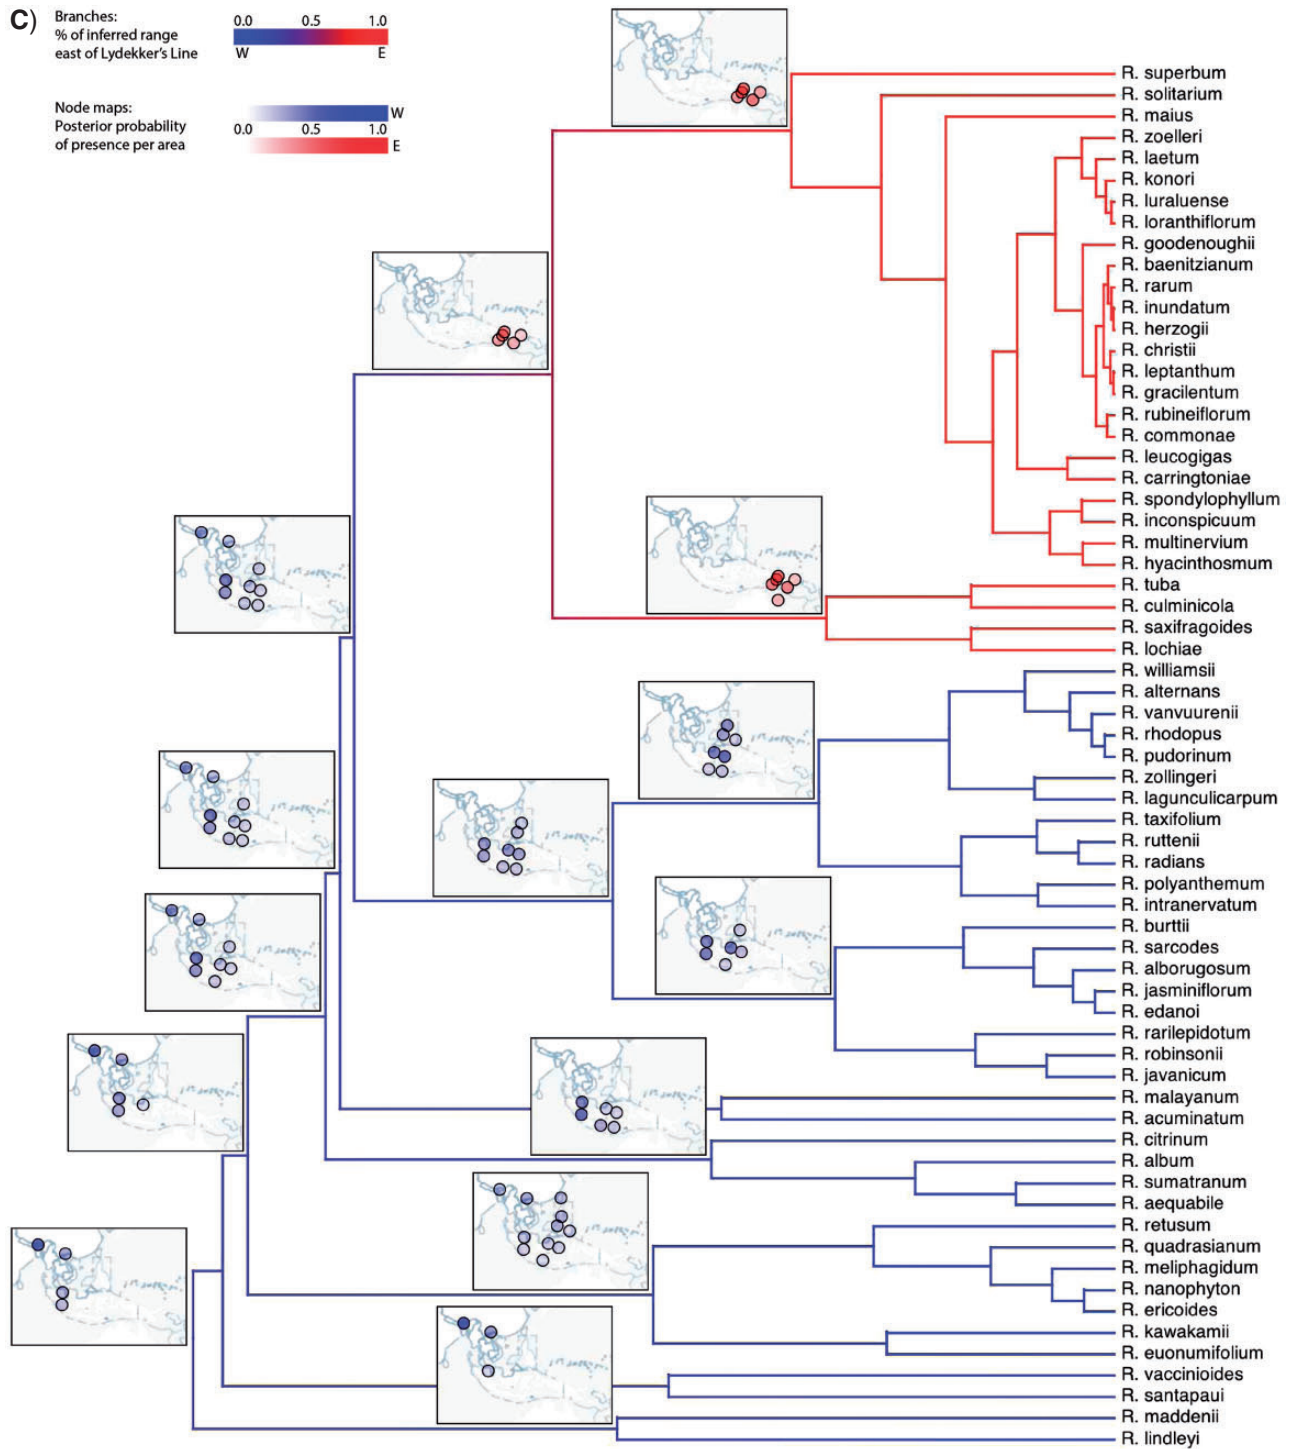 C)
Branches:
% of inferred range
east of Lydekker's Line
0.0 0.5 1.0
W E
Node maps:
Posterior probability
of presence per area
W
0.0 0.5 1.0
E
R. superbum
R. solitarium
R. maius
R. zoelleri
R. laetum
R. konori
R. luraluense
R. loranthiflorum
R. goodenoughii
R. baenitzianum
R. rarum
R. inundatum
R. herzogii
R. christii
R. leptanthum
R. gracilentum
R. rubineiflorum
R. commonae
R. leucogigas
R. carringtoniae
R. spondylophyllum
R. inconspicuum
R. multinervium
R. hyacinthosmum
R. tuba
R. culminicola
R. saxifragoides
R. lochiae
R. williamsii
R. alternans
R. vanvuurenii
R. rhodopus
R. pudorinum
R. zollingeri
R. lagunculicarpum
R. taxifolium
R. ruttenii
R. radians
R. polyanthemum
R. intranervatum
R. burttii
R. sarcodes
R. alborugosum
R. jasminiflorum
R. edanoi
R. rarilepidotum
R. robinsonii
R. javanicum
R. malayanum
R. acuminatum
R. citrinum
R. album
R. sumatranum
R. aequabile
R. retusum
R. quadrasianum
R. meliphagidum
R. nanophyton
R. ericoides
R. kawakamii
R. euonumifolium
R. vaccinioides
R. santapaui
R. maddenii
R. lindleyi